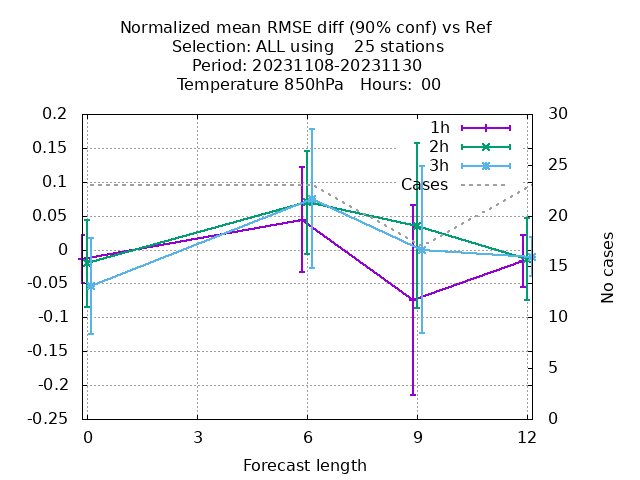 Normalized mean RMSE diff (90% conf) vs Ref
Selection: ALL using    25 stations
Period: 20231108-20231130
Temperature 850hPa   Hours:  00
0.2
0.15
0.1
0.05
0
-0.05
-0.1
-0.15
-0.2
-0.25
30
25
20
15
10
5
0
1h
2h
3h
Cases
No cases
0 3 6 9 12
Forecast length